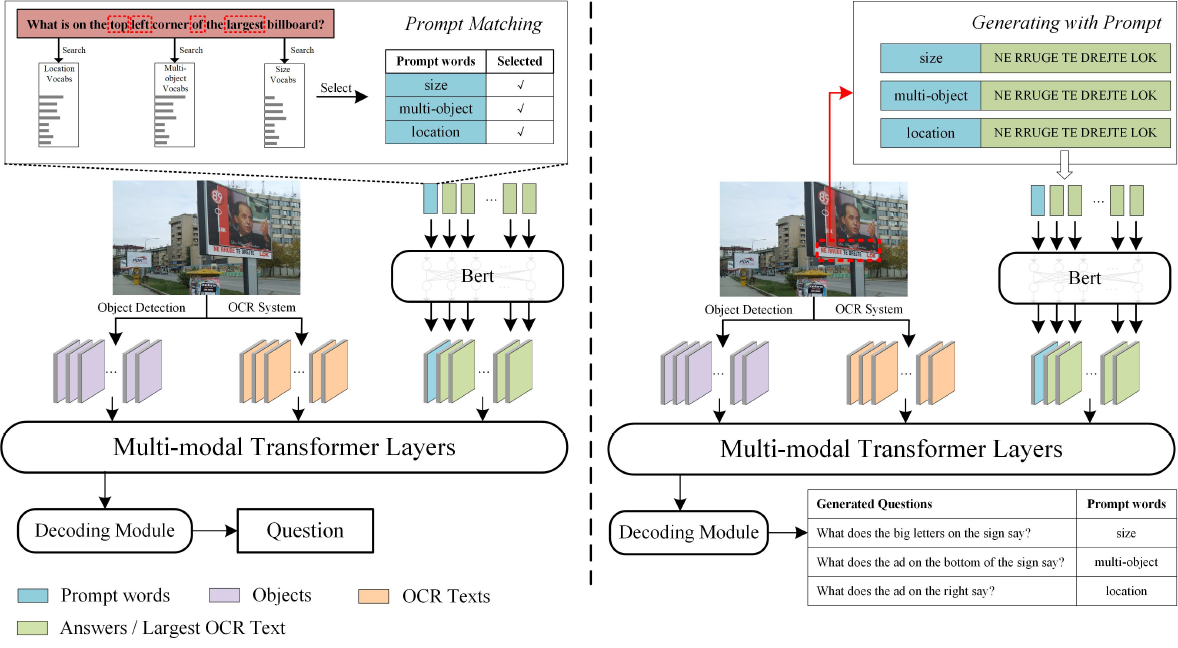 What is on the top left corner of the largest billboard?
Prompt Matching
Search
Search
Search
Location
Vocabs
Multi-
object
Vocabs
Size
Vocabs
Select
Prompt words Selected
size √
multi-object √
location √
...
Bert
Object Detection
OCR System
...
...
...
Multi-modal Transformer Layers
Decoding Module
Question
Prompt words
Objects
OCR Texts
Answers / Largest OCR Text
Generating with Prompt
size NE RRUGE TE DREJTE LOK
multi-object NE RRUGE TE DREJTE LOK
location NE RRUGE TE DREJTE LOK
...
NE RRUGE TE DREJTE LOK
Bert
Object Detection
OCR System
...
...
...
Multi-modal Transformer Layers
Decoding Module
Generated Questions Prompt words
What does the big letters on the sign say? size
What does the ad on the bottom of the sign say? multi-object
What does the ad on the right say? location